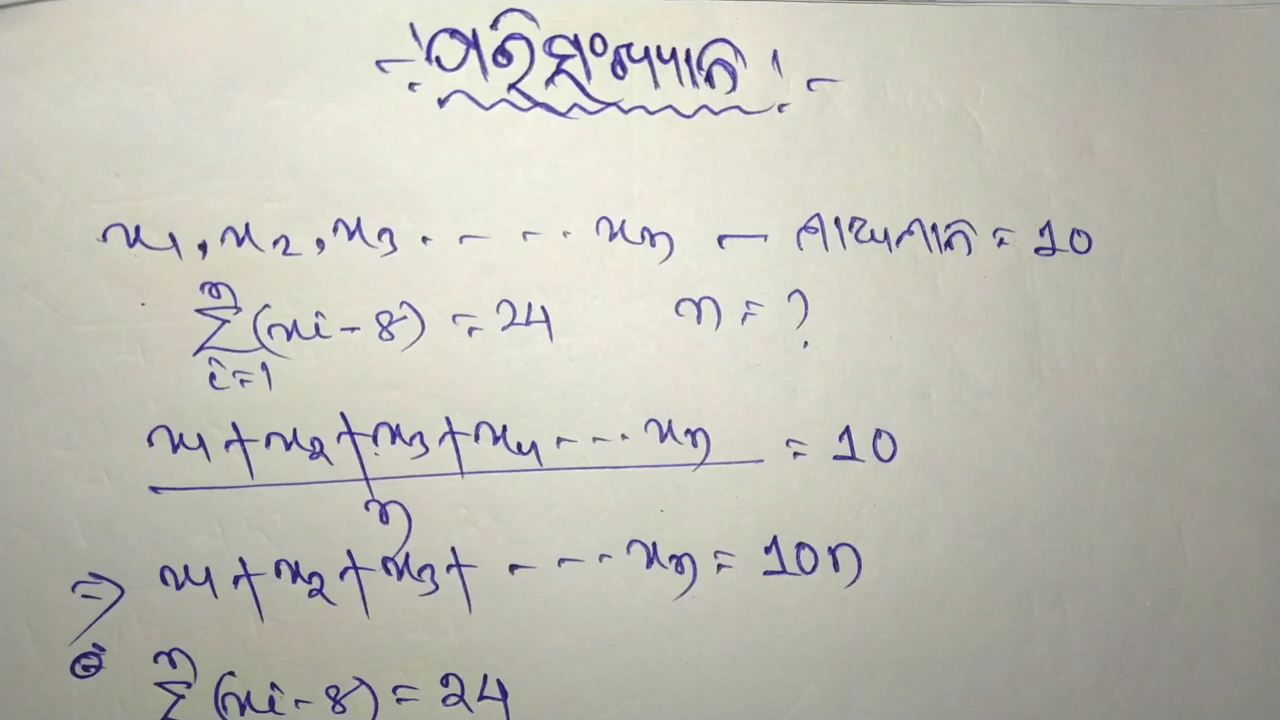 -: ପରିସଂଖ୍ୟାନ :-
x₁, x₂, x₃ . - - . . xₙ – ମାଧ୍ୟମାନ = 10
n
∑(xi - 8) = 24 n = ?
i=1
x₁ + x₂ + x₃ + x₄ - - . . xₙ = 10
n
⇒ x₁ + x₂ + x₃ + - - - . . xₙ = 10n
n
∑ (xi - 8) = 24